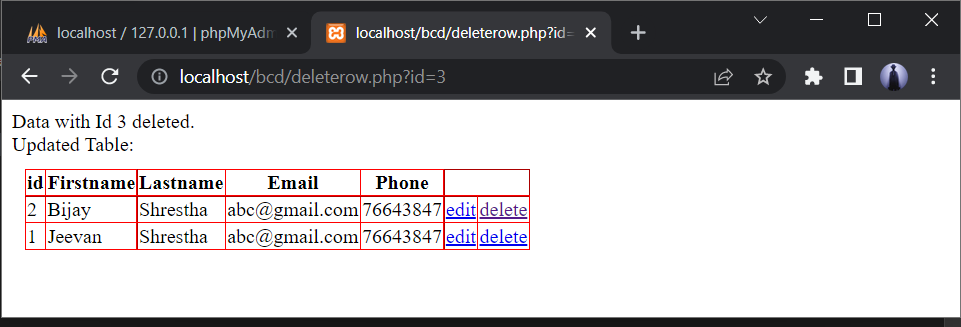 localhost / 127.0.0.1 | phpMyAdm
localhost/bcd/deleterow.php?id=
localhost/bcd/deleterow.php?id=3
Data with Id 3 deleted.
Updated Table:
id Firstname Lastname Email Phone
2 Bijay Shrestha abc@gmail.com 76643847 edit delete
1 Jeevan Shrestha abc@gmail.com 76643847 edit delete